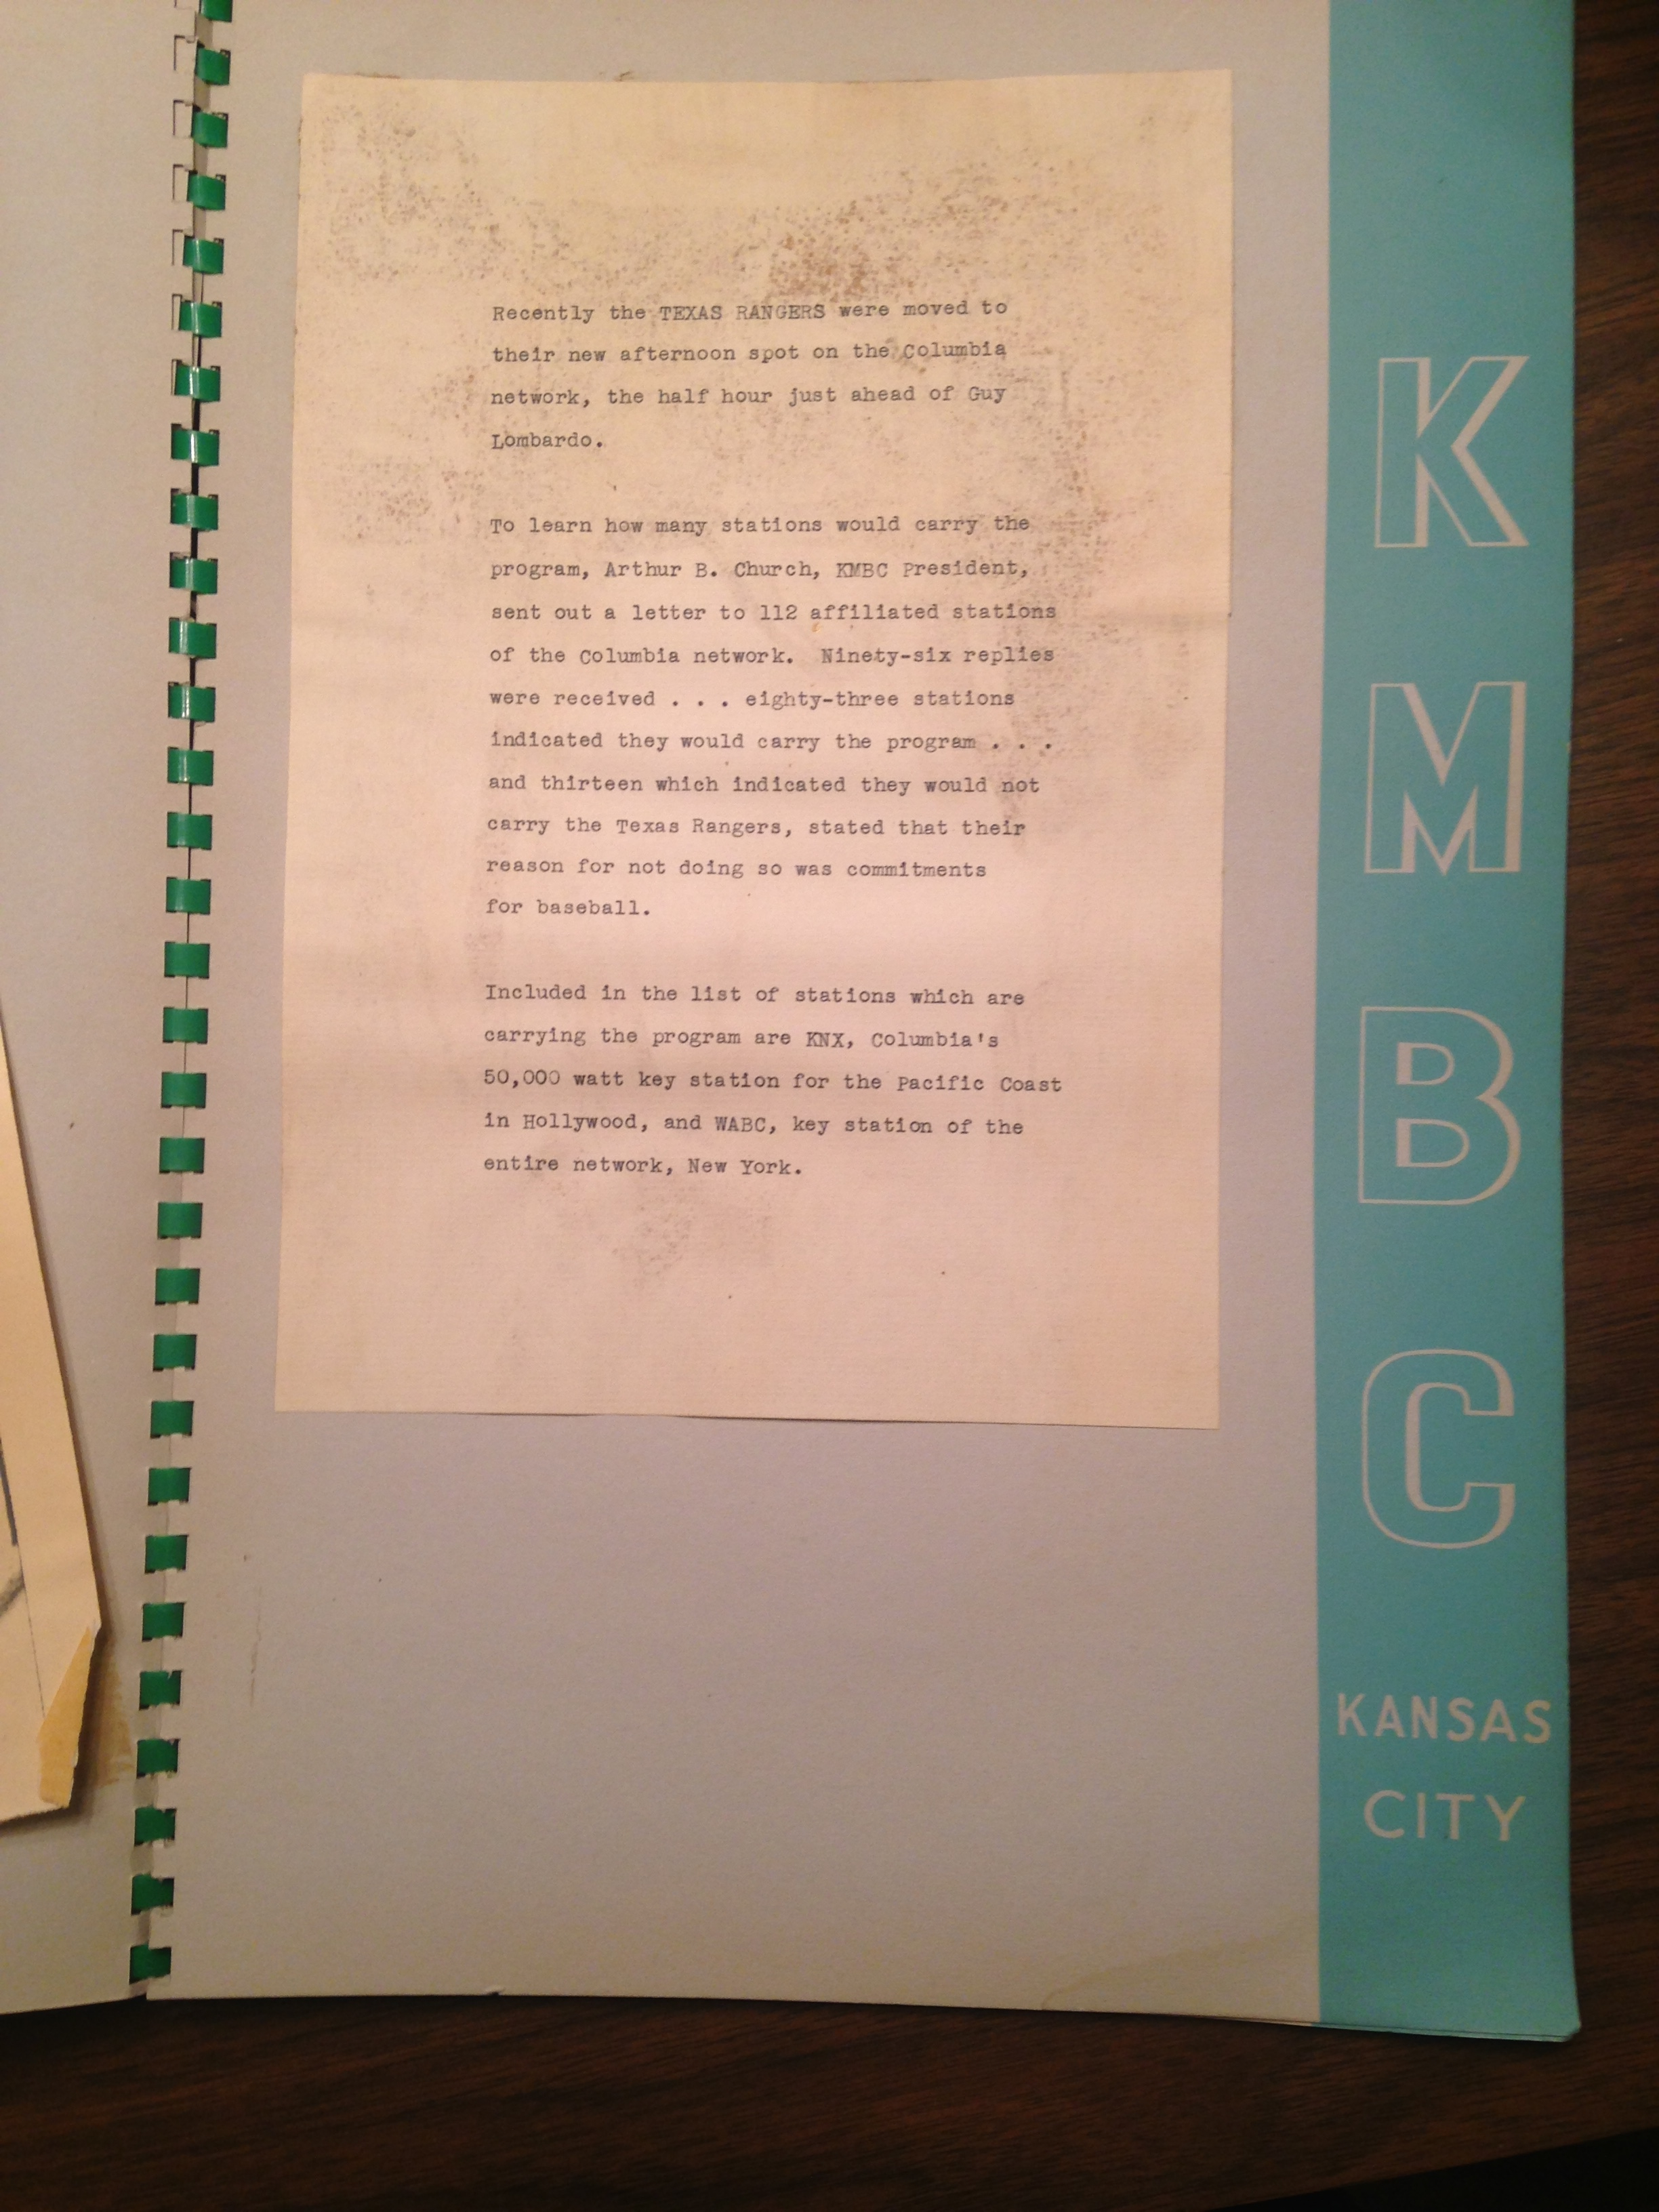 Recently the TEXAS RANGERS were moved to
their new afternoon spot on the Columbia
network, the half hour just ahead of Guy
Lombardo.
To learn how many stations would carry the
program, Arthur B. Church, KMBC President,
sent out a letter to 112 affiliated stations
of the Columbia network.  Ninety-six replies
were received . . . eighty-three stations
indicated they would carry the program . . .
and thirteen which indicated they would not
carry the Texas Rangers, stated that their
reason for not doing so was commitments
for baseball.
Included in the list of stations which are
carrying the program are KNX, Columbia's
50,000 watt key station for the Pacific Coast
in Hollywood, and WABC, key station of the
entire network, New York.
K
M
B
C
KANSAS
CITY